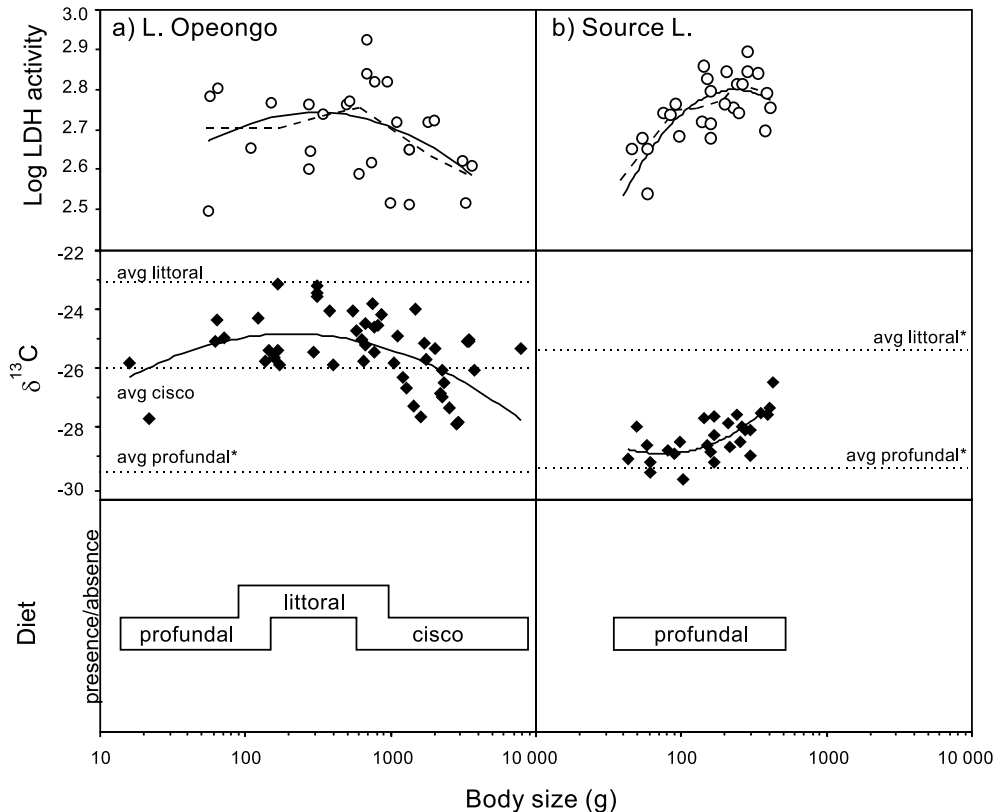 a) L. Opeongo
b) Source L.
Log LDH activity
3.0
2.9
2.8
2.7
2.6
2.5
δ13C
-22
-24
-26
-28
-30
avg littoral
avg cisco
avg profundal*
avg littoral*
avg profundal*
Diet
presence/absence
littoral
profundal
cisco
profundal
10 100 1000 10 000 100 1000 10 000
Body size (g)